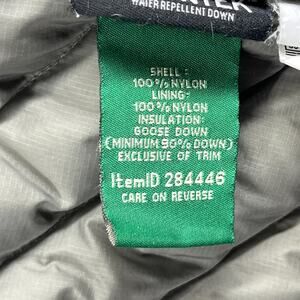 WATER REPELLENT DOWN
SHELL:
100% NYLON
LINING:
100% NYLON
INSULATION:
GOOSE DOWN
(MINIMUM 90% DOWN)
EXCLUSIVE OF TRIM
ItemID 284446
CARE ON REVERSE